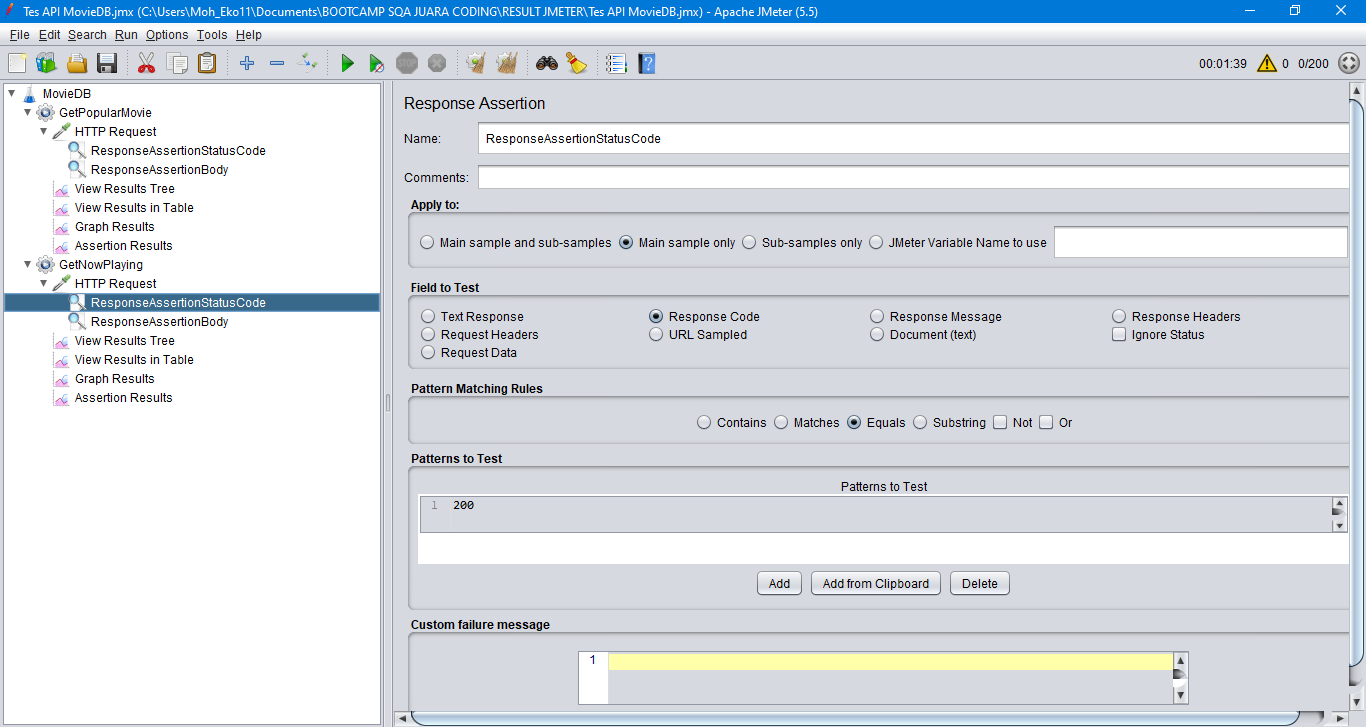 Tes API MovieDB.jmx (C:\Users\Moh_Eko11\Documents\BOOTCAMP SQA JUARA CODING\RESULT JMETER\Tes API MovieDB.jmx) - Apache JMeter (5.5)
File Edit Search Run Options Tools Help
STOP 00:01:39 0 0/200 ?
MovieDB
GetPopularMovie
HTTP Request
ResponseAssertionStatusCode
ResponseAssertionBody
View Results Tree
View Results in Table
Graph Results
Assertion Results
GetNowPlaying
HTTP Request
ResponseAssertionStatusCode
ResponseAssertionBody
View Results Tree
View Results in Table
Graph Results
Assertion Results
Response Assertion
Name: ResponseAssertionStatusCode
Comments:
Apply to:
Main sample and sub-samples Main sample only Sub-samples only JMeter Variable Name to use
Field to Test
Text Response Response Code Response Message Response Headers
Request Headers URL Sampled Document (text) Ignore Status
Request Data
Pattern Matching Rules
Contains Matches Equals Substring Not Or
Patterns to Test
Patterns to Test
1 200
Add Add from Clipboard Delete
Custom failure message
1